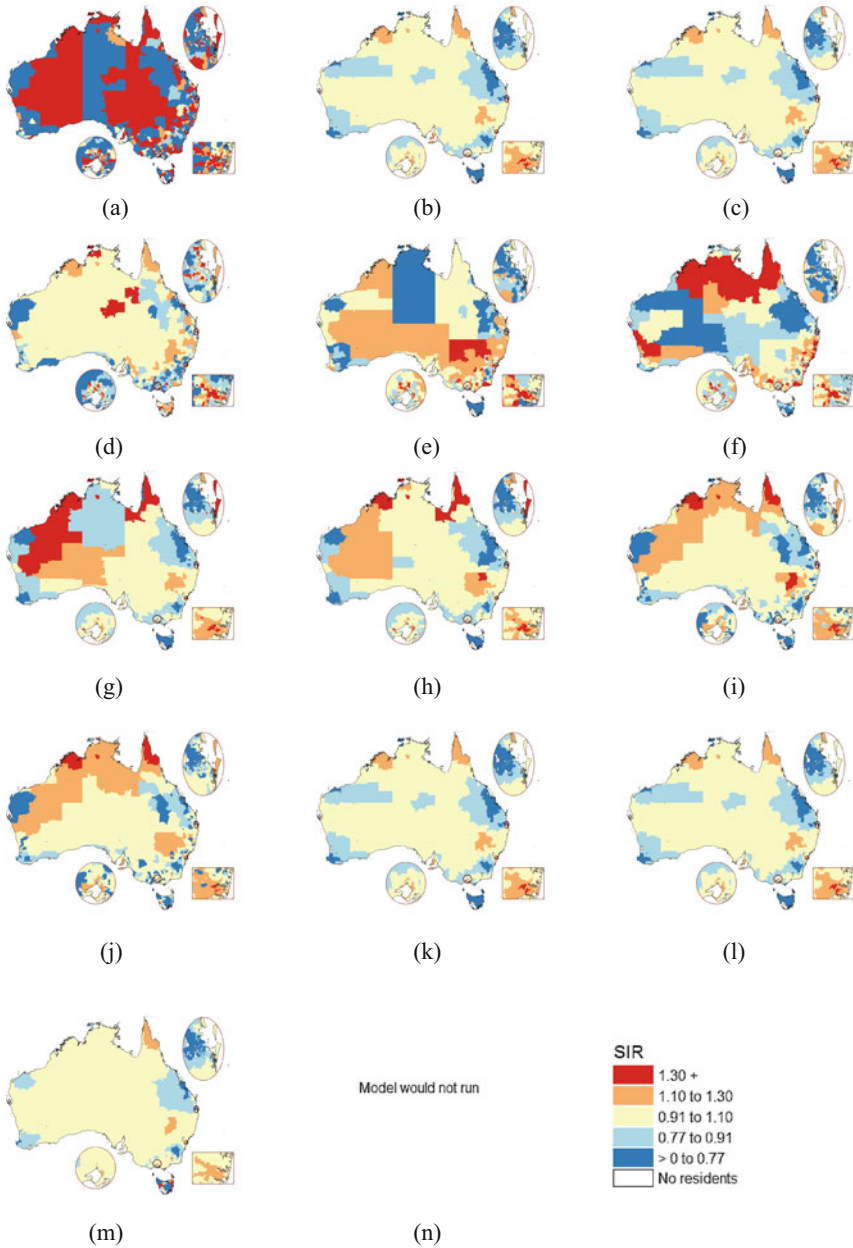 (a)
(b)
(c)
(d)
(e)
(f)
(g)
(h)
(i)
(j)
(k)
(l)
Model would not run
SIR
1.30 +
1.10 to 1.30
0.91 to 1.10
0.77 to 0.91
> 0 to 0.77
No residents
(m)
(n)